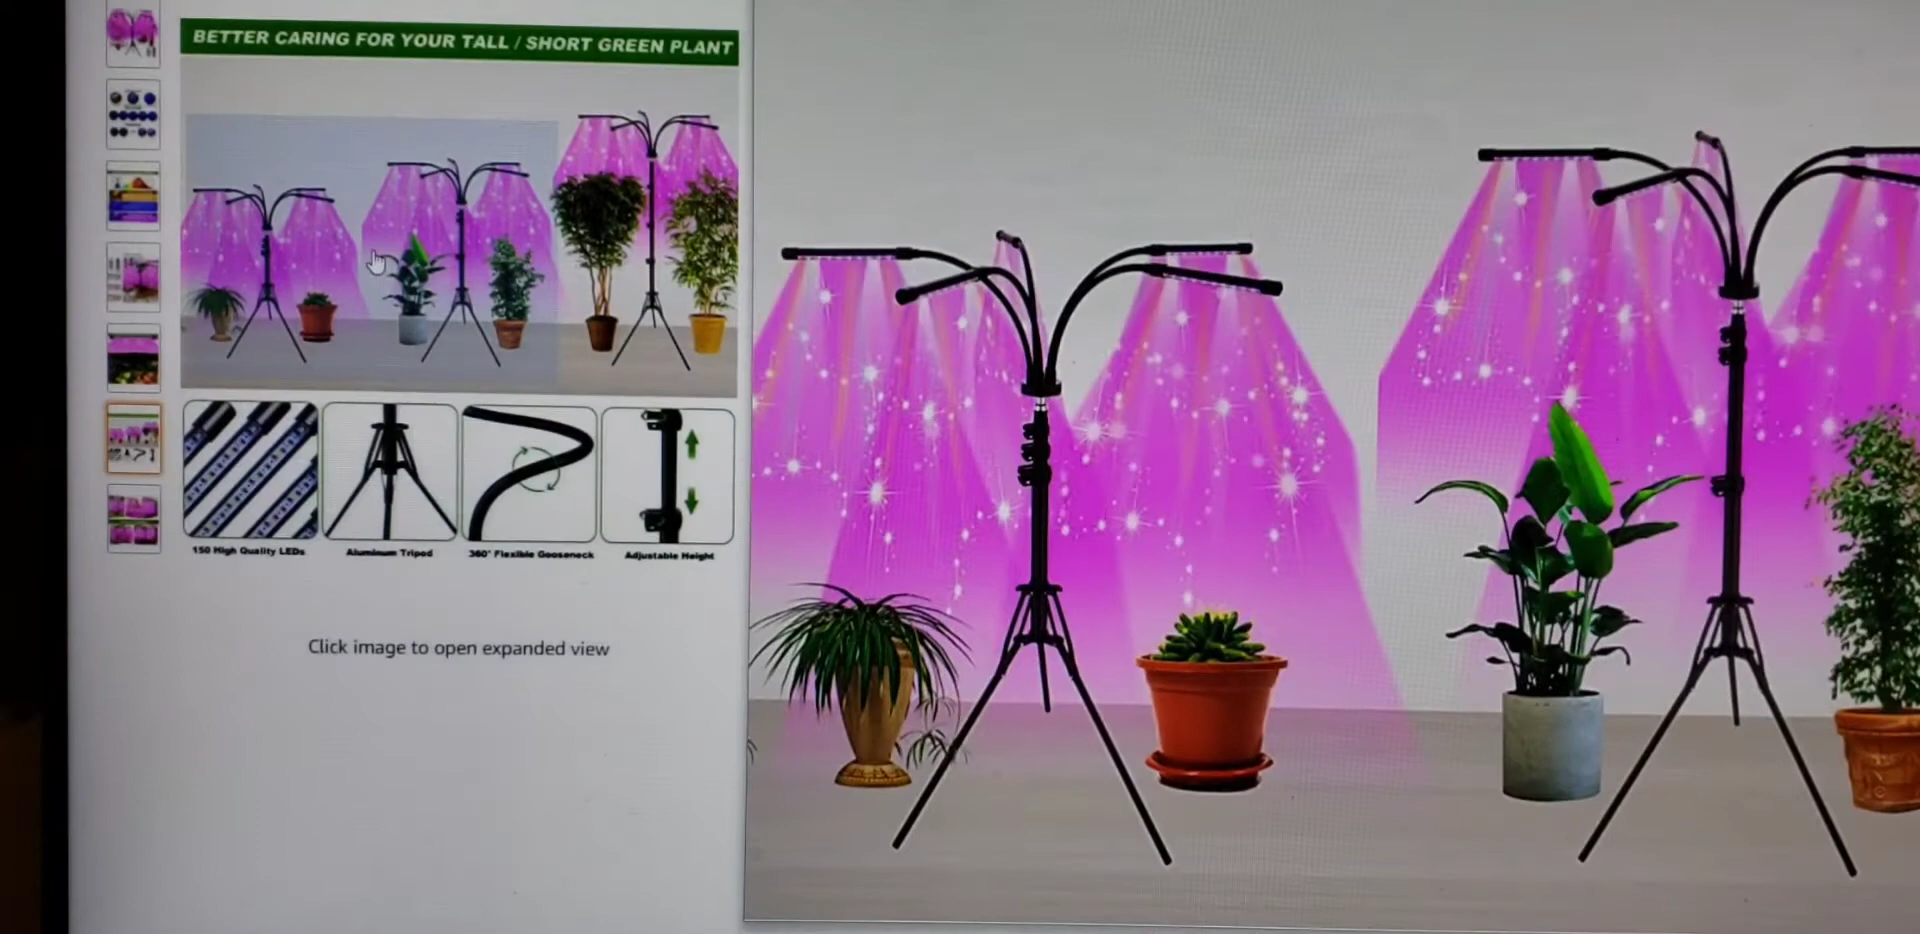 BETTER CARING FOR YOUR TALL / SHORT GREEN PLANT
150 High Quality LEDs
Aluminum Tripod
360° Flexible Gooseneck
Adjustable Height
Click image to open expanded view